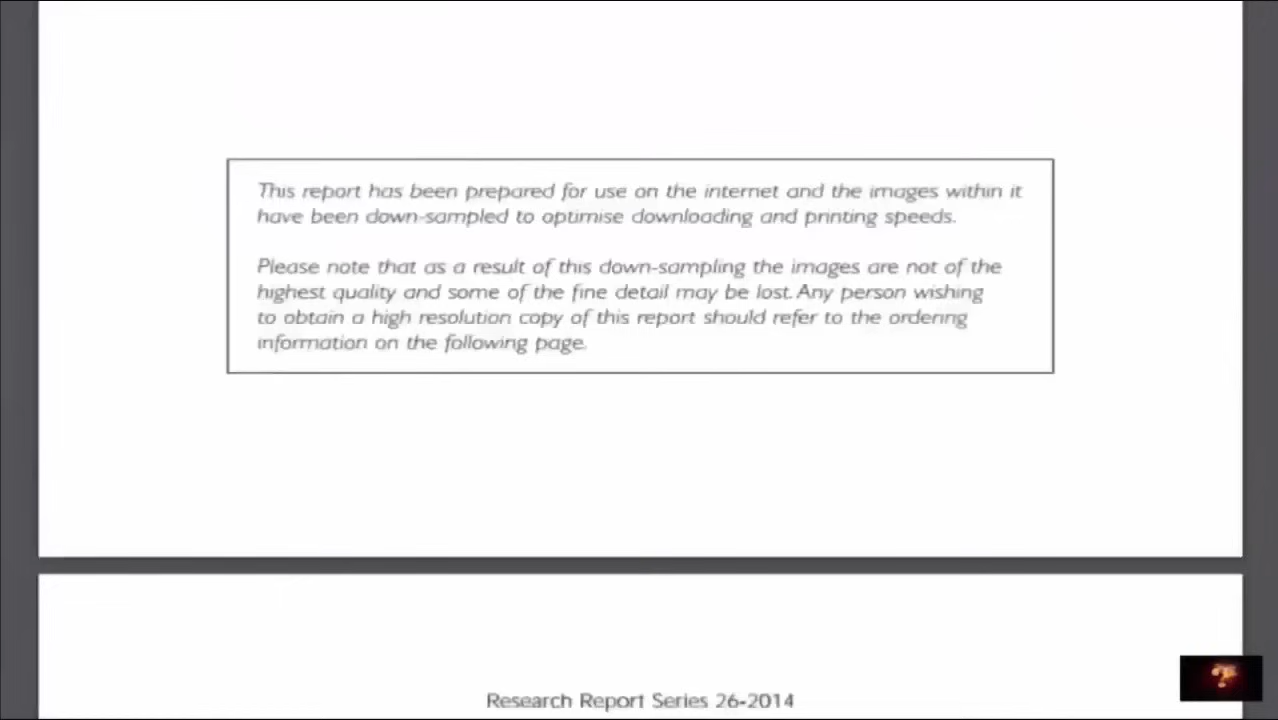 This report has been prepared for use on the internet and the images within it
have been down-sampled to optimise downloading and printing speeds.
Please note that as a result of this down-sampling the images are not of the
highest quality and some of the fine detail may be lost. Any person wishing
to obtain a high resolution copy of this report should refer to the ordering
information on the following page.
Research Report Series 26-2014
?